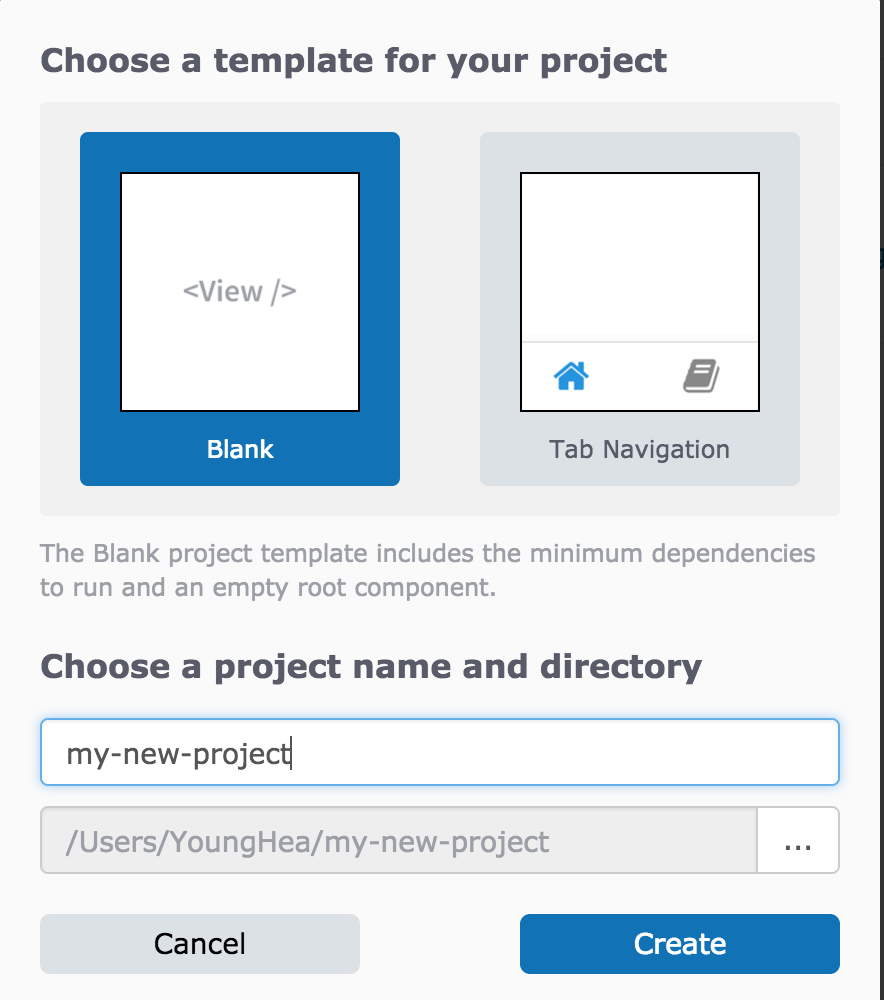 Choose a template for your project
<View />
Blank
Tab Navigation
The Blank project template includes the minimum dependencies
to run and an empty root component.
Choose a project name and directory
my-new-project
/Users/YoungHea/my-new-project
...
Cancel
Create